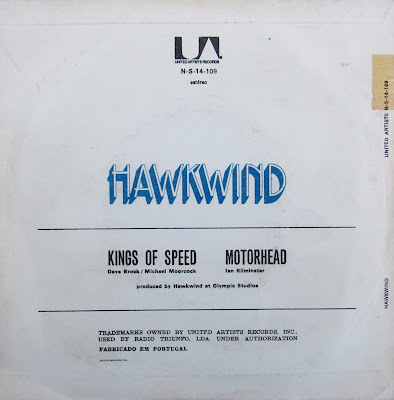 UA
UNITED ARTISTS RECORDS
N-S-14-109
estéreo
HAWKWIND
KINGS OF SPEED MOTORHEAD
Dave Brock / Michael Moorcock Ian Kilminster
produced by Hawkwind at Olympic Studios
TRADEMARKS OWNED BY UNITED ARTISTS RECORDS, INC.,
USED BY RADIO TRIUNFO, LDA. UNDER AUTHORIZATION
FABRICADO EM PORTUGAL
UNITED ARTISTS N-S-14-109
HAWKWIND